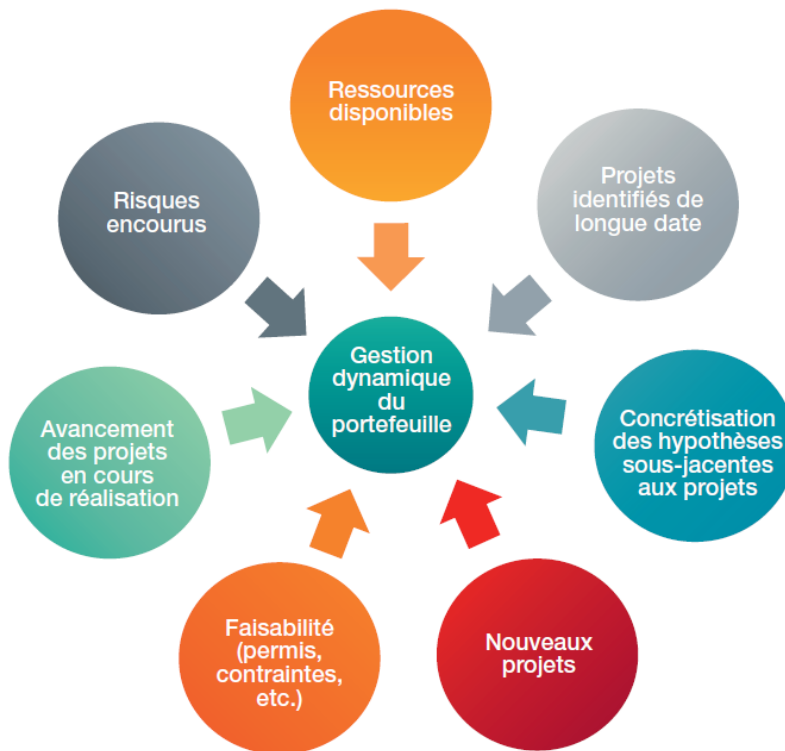 Ressources
disponibles
Projets
identifiés de
longue date
Concrétisation
des hypothèses
sous-jacentes
aux projets
Nouveaux
projets
Faisabilité
(permis,
contraintes,
etc.)
Avancement
des projets
en cours
de réalisation
Risques
encourus
Gestion
dynamique
du
portefeuille